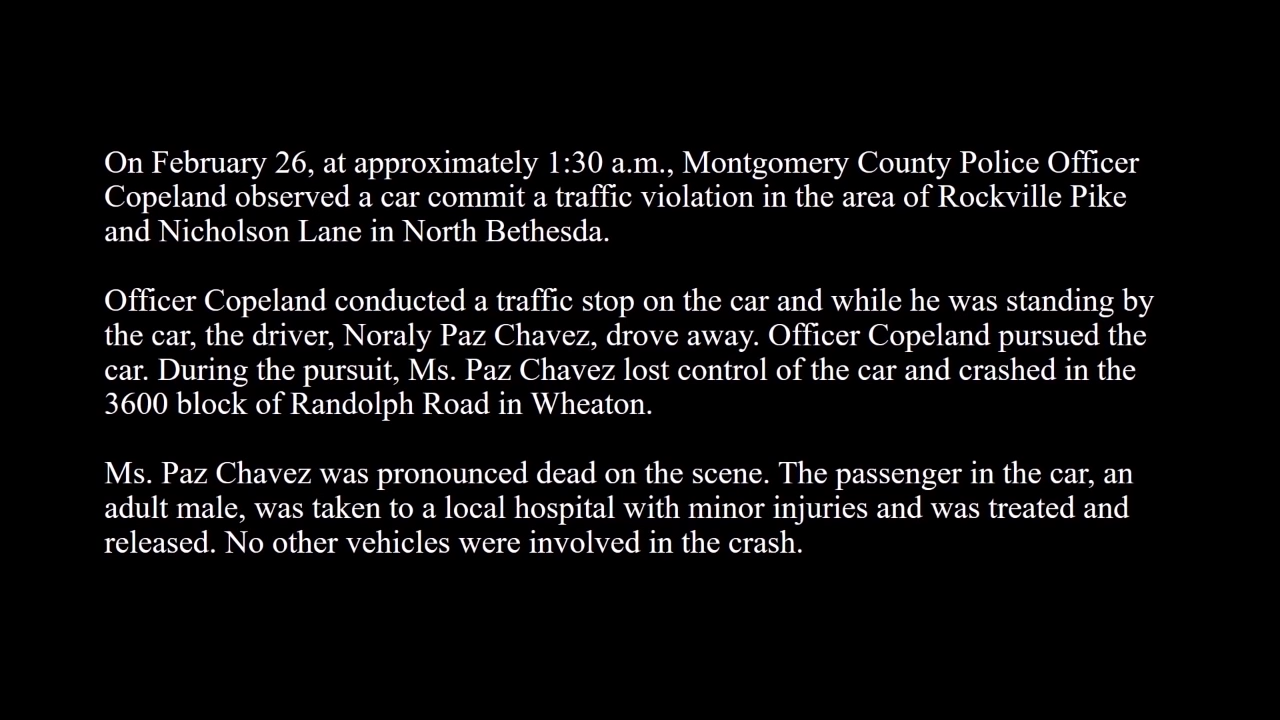 On February 26, at approximately 1:30 a.m., Montgomery County Police Officer
Copeland observed a car commit a traffic violation in the area of Rockville Pike
and Nicholson Lane in North Bethesda.
Officer Copeland conducted a traffic stop on the car and while he was standing by
the car, the driver, Noraly Paz Chavez, drove away. Officer Copeland pursued the
car. During the pursuit, Ms. Paz Chavez lost control of the car and crashed in the
3600 block of Randolph Road in Wheaton.
Ms. Paz Chavez was pronounced dead on the scene. The passenger in the car, an
adult male, was taken to a local hospital with minor injuries and was treated and
released. No other vehicles were involved in the crash.